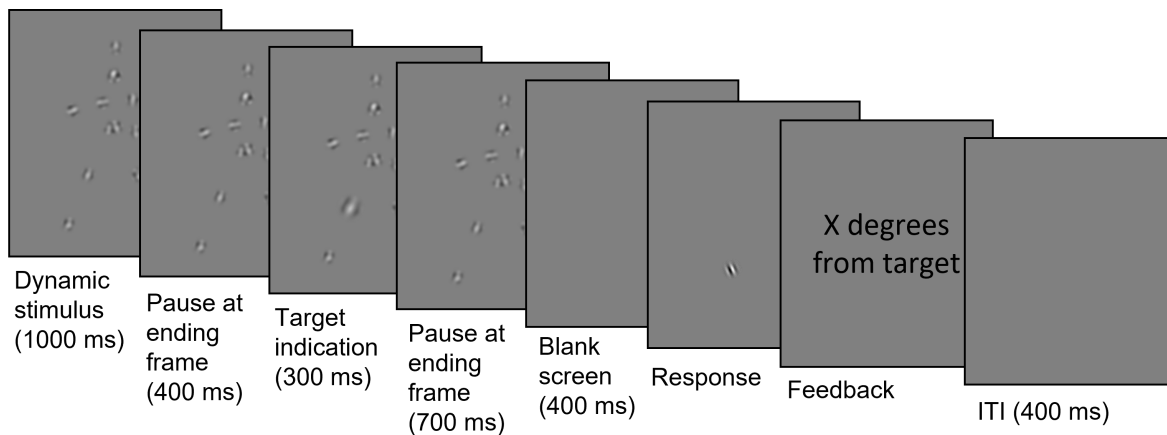 Dynamic
stimulus
(1000 ms)
Pause at
ending
frame
(400 ms)
Target
indication
(300 ms)
Pause at
ending
frame
(700 ms)
Blank
screen
(400 ms)
Response
X degrees
from target
Feedback
ITI (400 ms)